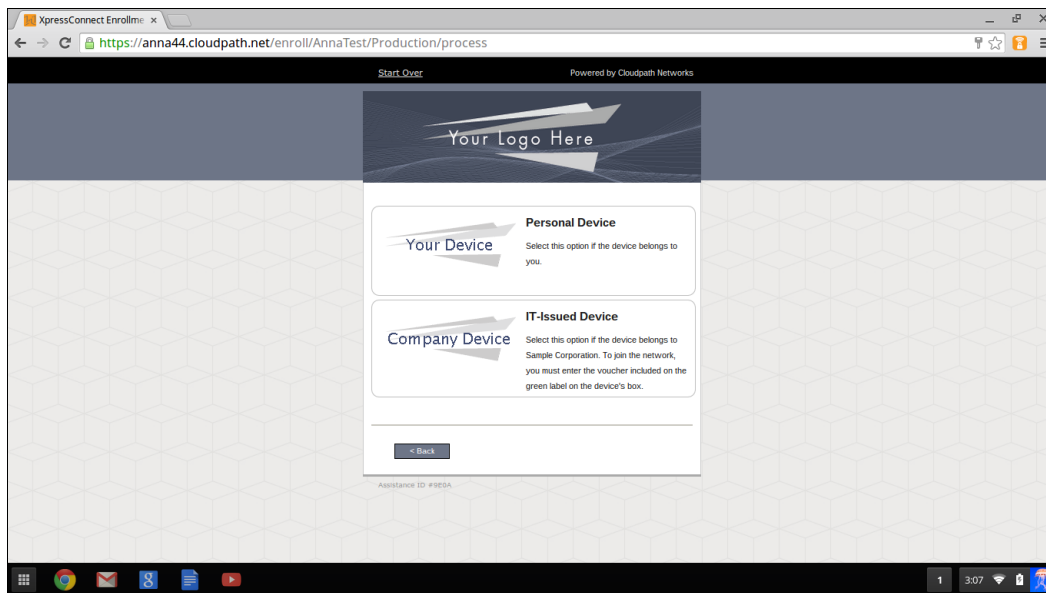 XpressConnect Enrollme
https://anna44.cloudpath.net/enroll/AnnaTest/Production/process
Start Over
Powered by Cloudpath Networks
Your Logo Here
Your Device
Personal Device
Select this option if the device belongs to
you.
Company Device
IT-Issued Device
Select this option if the device belongs to
Sample Corporation. To join the network,
you must enter the voucher included on the
green label on the device's box.
< Back
Assistance ID #9E0A
8
1
3:07